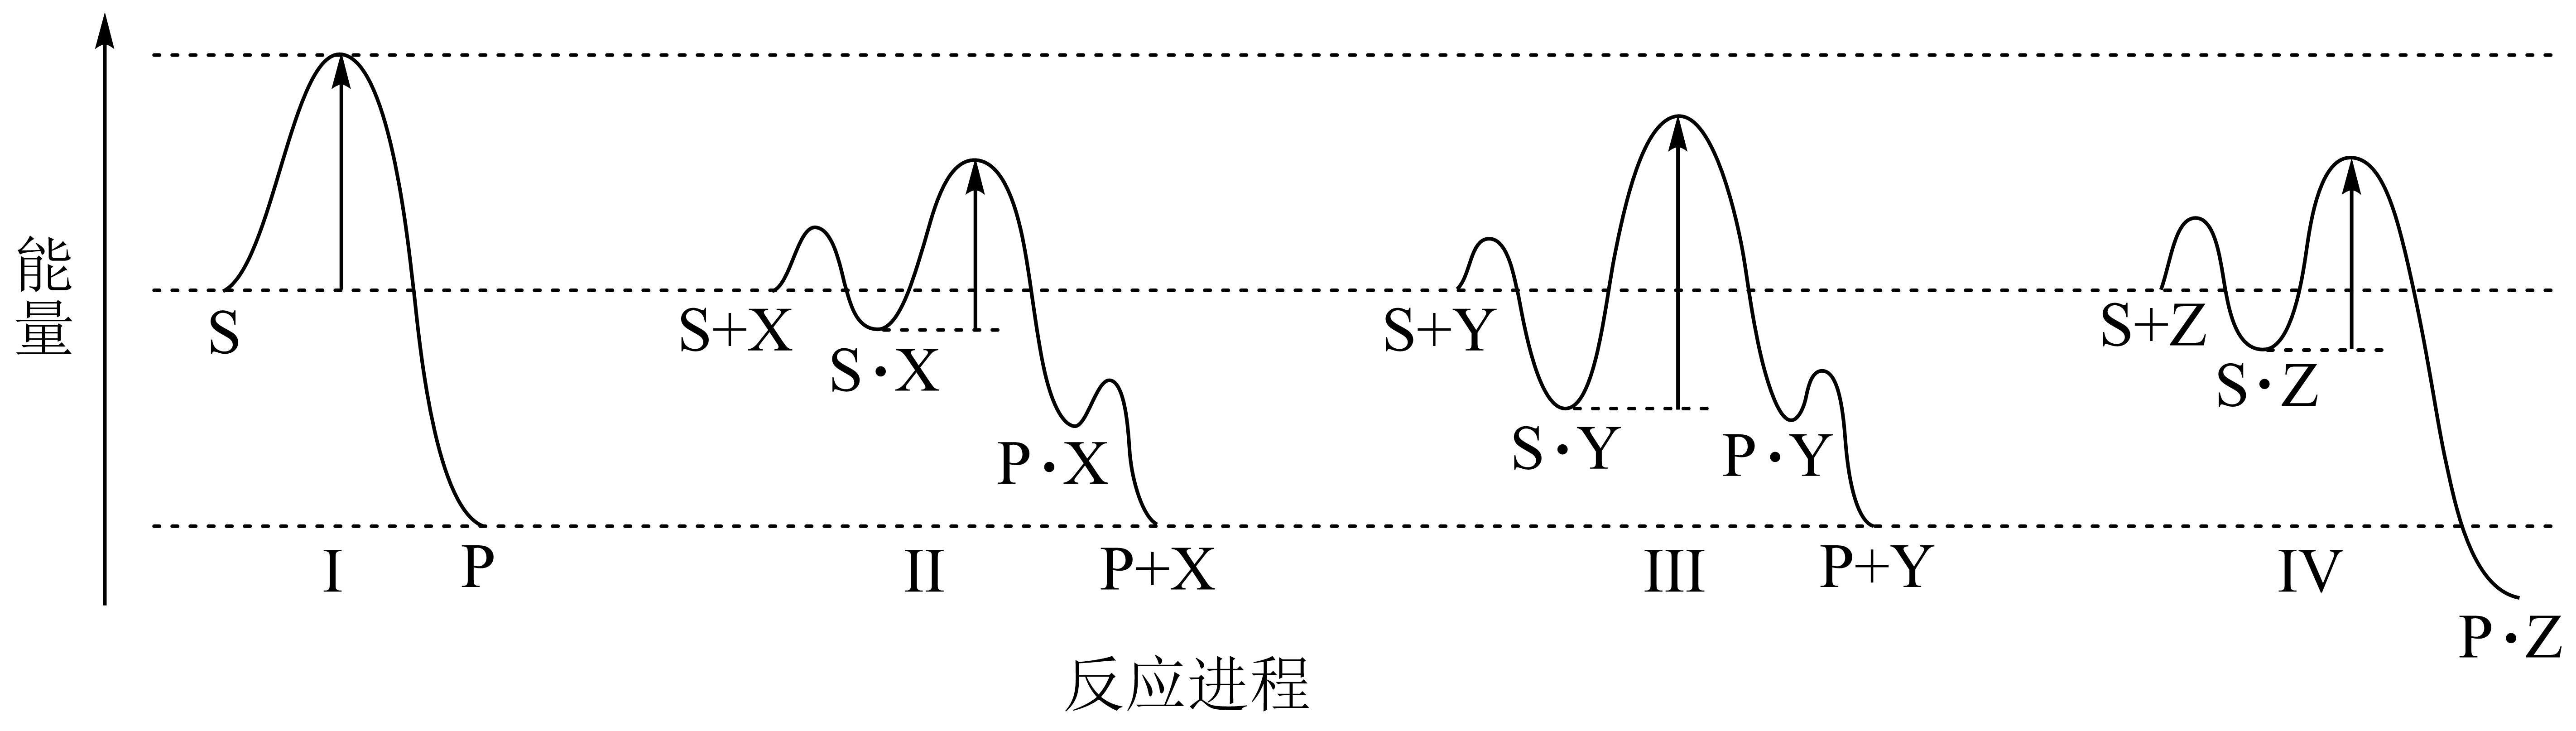 能量
S
P
I
S+X
S·X
P·X
P+X
II
S+Y
S·Y
P·Y
P+Y
III
S+Z
S·Z
P·Z
IV
反应进程